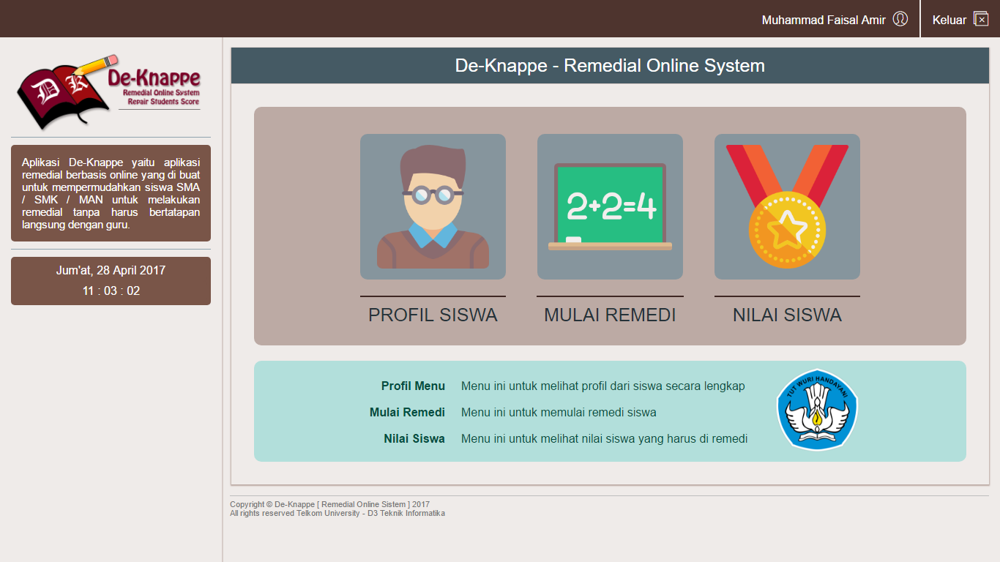 Muhammad Faisal Amir
Keluar
DK
De-Knappe
Remedial Online System
Repair Students Score
Aplikasi De-Knappe yaitu aplikasi
remedial berbasis online yang di buat
untuk mempermudahkan siswa SMA
/ SMK / MAN untuk melakukan
remedial tanpa harus bertatapan
langsung dengan guru.
Jum'at, 28 April 2017
11 : 03 : 02
De-Knappe - Remedial Online System
2+2=4
PROFIL SISWA
MULAI REMEDI
NILAI SISWA
Profil Menu Menu ini untuk melihat profil dari siswa secara lengkap
Mulai Remedi Menu ini untuk memulai remedi siswa
Nilai Siswa Menu ini untuk melihat nilai siswa yang harus di remedi
TUT WURI HANDAYANI
Copyright © De-Knappe [ Remedial Online Sistem ] 2017
All rights reserved Telkom University - D3 Teknik Informatika